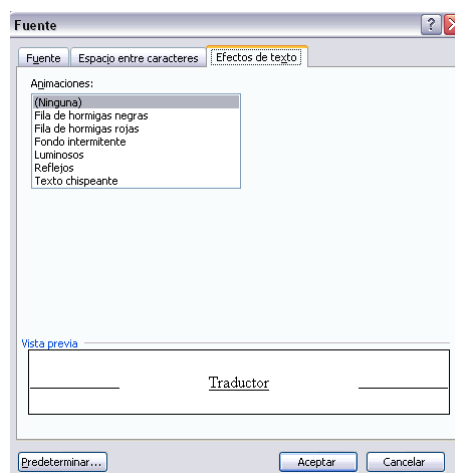 Fuente
Fuente Espacio entre caracteres Efectos de texto
Animaciones:
(Ninguna)
Fila de hormigas negras
Fila de hormigas rojas
Fondo intermitente
Luminosos
Reflejos
Texto chispeante
Vista previa
Traductor
Predeterminar... Aceptar Cancelar